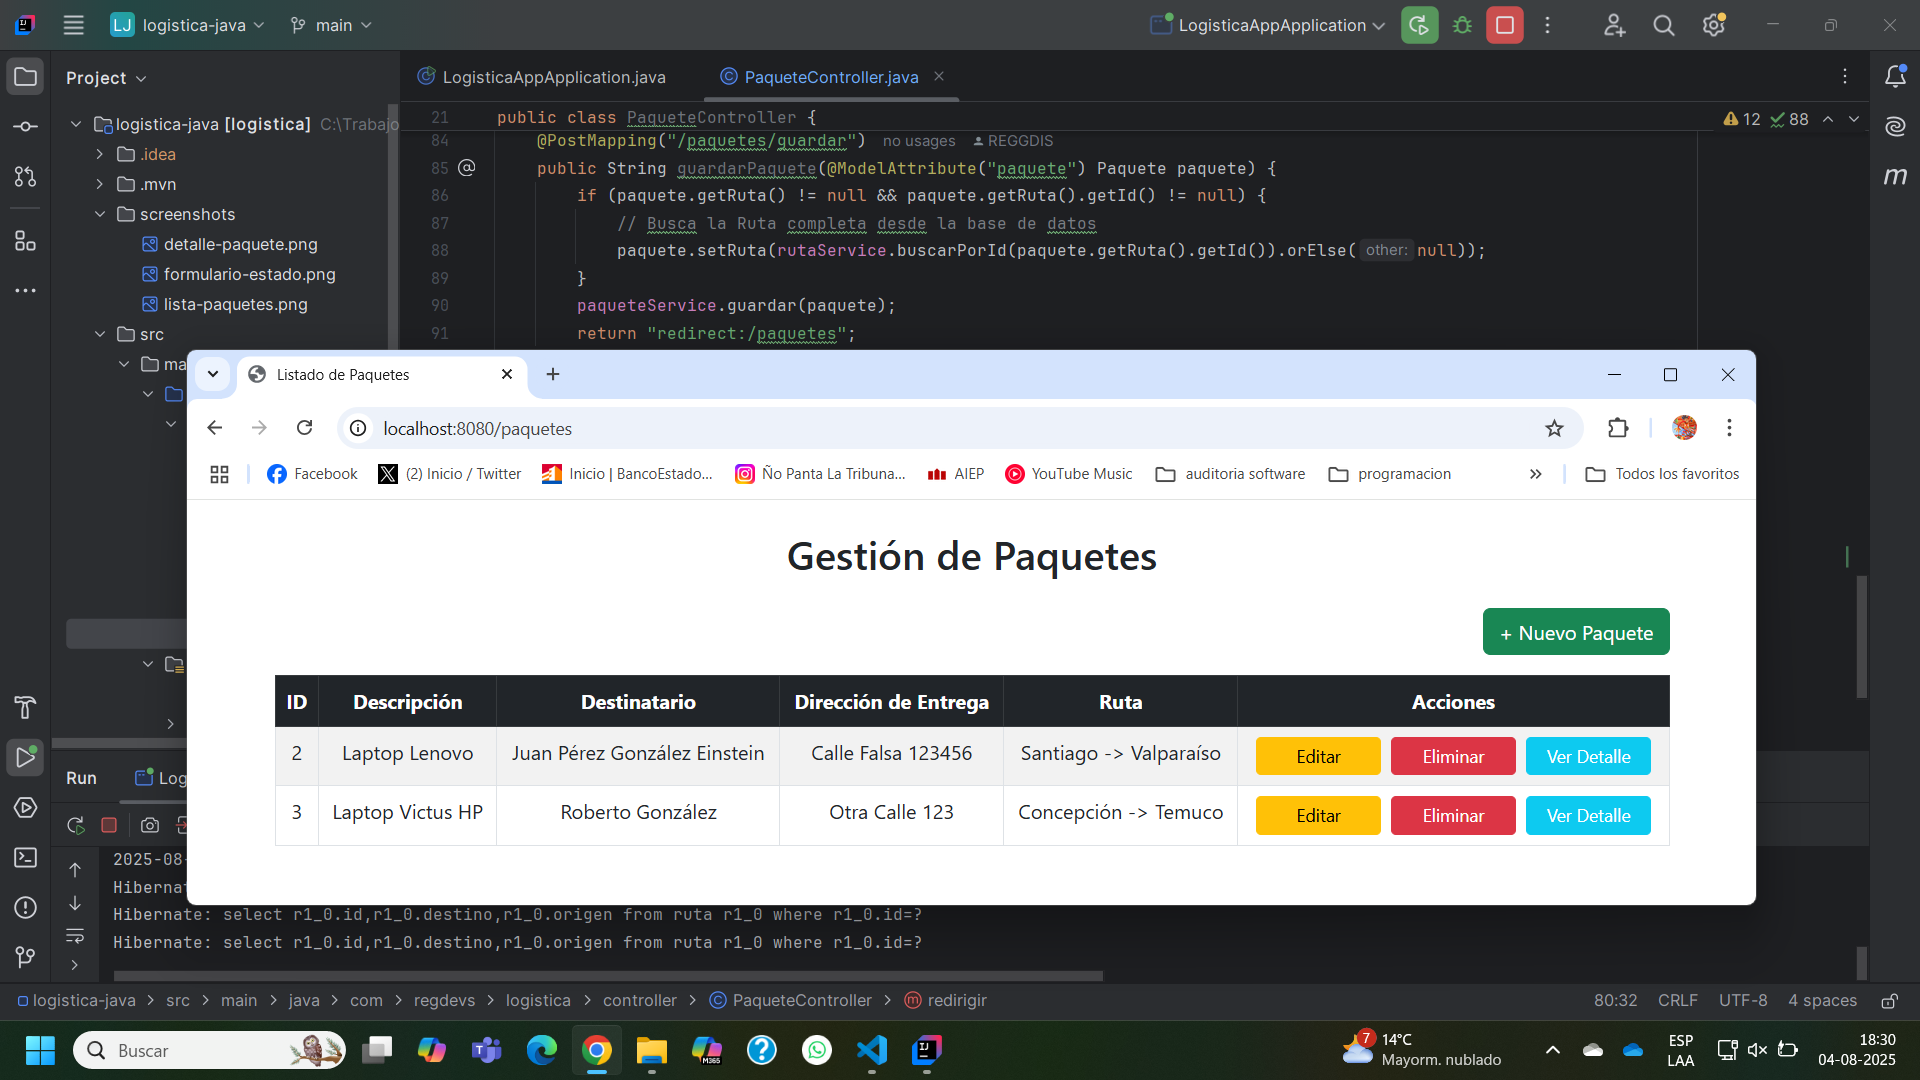 LJ logistica-java main LogisticaAppApplication
Project
LogisticaAppApplication.java PaqueteController.java
logistica-java [logistica] C:\Trabajo
.idea
.mvn
screenshots
detalle-paquete.png
formulario-estado.png
lista-paquetes.png
src
ma
21 public class PaqueteController { 12 88
84 @PostMapping("/paquetes/guardar") no usages REGGDIS
85 public String guardarPaquete(@ModelAttribute("paquete") Paquete paquete) {
86 if (paquete.getRuta() != null && paquete.getRuta().getId() != null) {
87 // Busca la Ruta completa desde la base de datos
88 paquete.setRuta(rutaService.buscarPorId(paquete.getRuta().getId()).orElse( other: null));
89 }
90 paqueteService.guardar(paquete);
91 return "redirect:/paquetes";
Listado de Paquetes
localhost:8080/paquetes
Facebook (2) Inicio / Twitter Inicio | BancoEstado... Ño Panta La Tribuna... AIEP YouTube Music auditoria software programacion » Todos los favoritos
Gestión de Paquetes
+ Nuevo Paquete
ID Descripción Destinatario Dirección de Entrega Ruta Acciones
2 Laptop Lenovo Juan Pérez González Einstein Calle Falsa 123456 Santiago -> Valparaíso Editar Eliminar Ver Detalle
3 Laptop Victus HP Roberto González Otra Calle 123 Concepción -> Temuco Editar Eliminar Ver Detalle
Run Log
2025-08-
Hiberna
Hibernate: select r1_0.id,r1_0.destino,r1_0.origen from ruta r1_0 where r1_0.id=?
Hibernate: select r1_0.id,r1_0.destino,r1_0.origen from ruta r1_0 where r1_0.id=?
logistica-java > src > main > java > com > regdevs > logistica > controller > PaqueteController > redirigir 80:32 CRLF UTF-8 4 spaces
Buscar
M365
7 14°C
Mayorm. nublado
ESP
LAA
18:30
04-08-2025